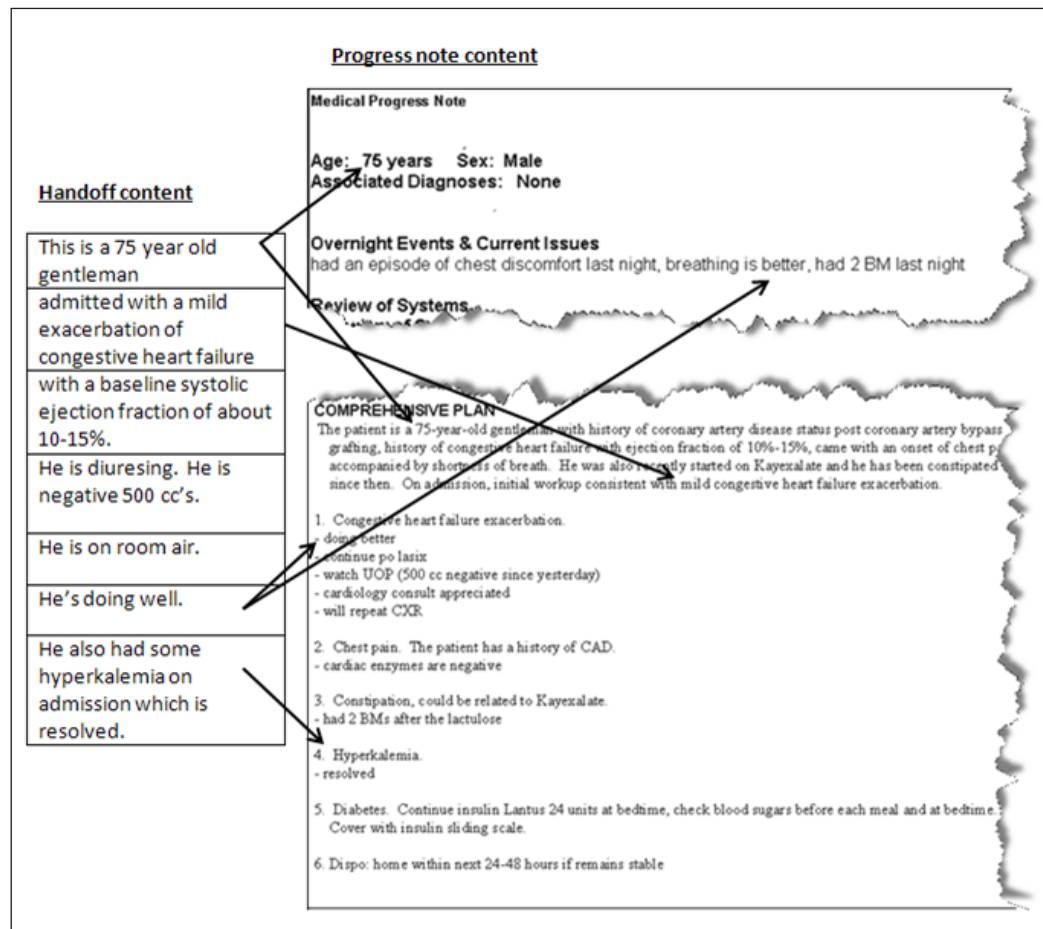 Progress note content
Medical Progress Note
Age: 75 years Sex: Male
Associated Diagnoses: None
Handoff content
This is a 75 year old
gentleman
admitted with a mild
exacerbation of
congestive heart failure
with a baseline systolic
ejection fraction of about
10-15%.
He is diuresing. He is
negative 500 cc's.
He is on room air.
He's doing well.
He also had some
hyperkalemia on
admission which is
resolved.
Overnight Events & Current Issues
had an episode of chest discomfort last night, breathing is better, had 2 BM last night
Review of Systems
COMPREHENSIVE PLAN
The patient is a 75-year-old gentleman with history of coronary artery disease status post coronary artery bypass
grafting, history of congestive heart failure with ejection fraction of 10%-15%, came with an onset of chest p
accompanied by shortness of breath. He was also recently started on Kayexalate and he has been constipated
since then. On admission, initial workup consistent with mild congestive heart failure exacerbation.
1. Congestive heart failure exacerbation.
- doing better
- continue po lasix
- watch UOP (500 cc negative since yesterday)
- cardiology consult appreciated
- will repeat CXR
2. Chest pain. The patient has a history of CAD.
- cardiac enzymes are negative
3. Constipation, could be related to Kayexalate.
- had 2 BMs after the lactulose
4. Hyperkalemia.
- resolved
5. Diabetes. Continue insulin Lantus 24 units at bedtime, check blood sugars before each meal and at bedtime.
Cover with insulin sliding scale.
6. Dispo: home within next 24-48 hours if remains stable